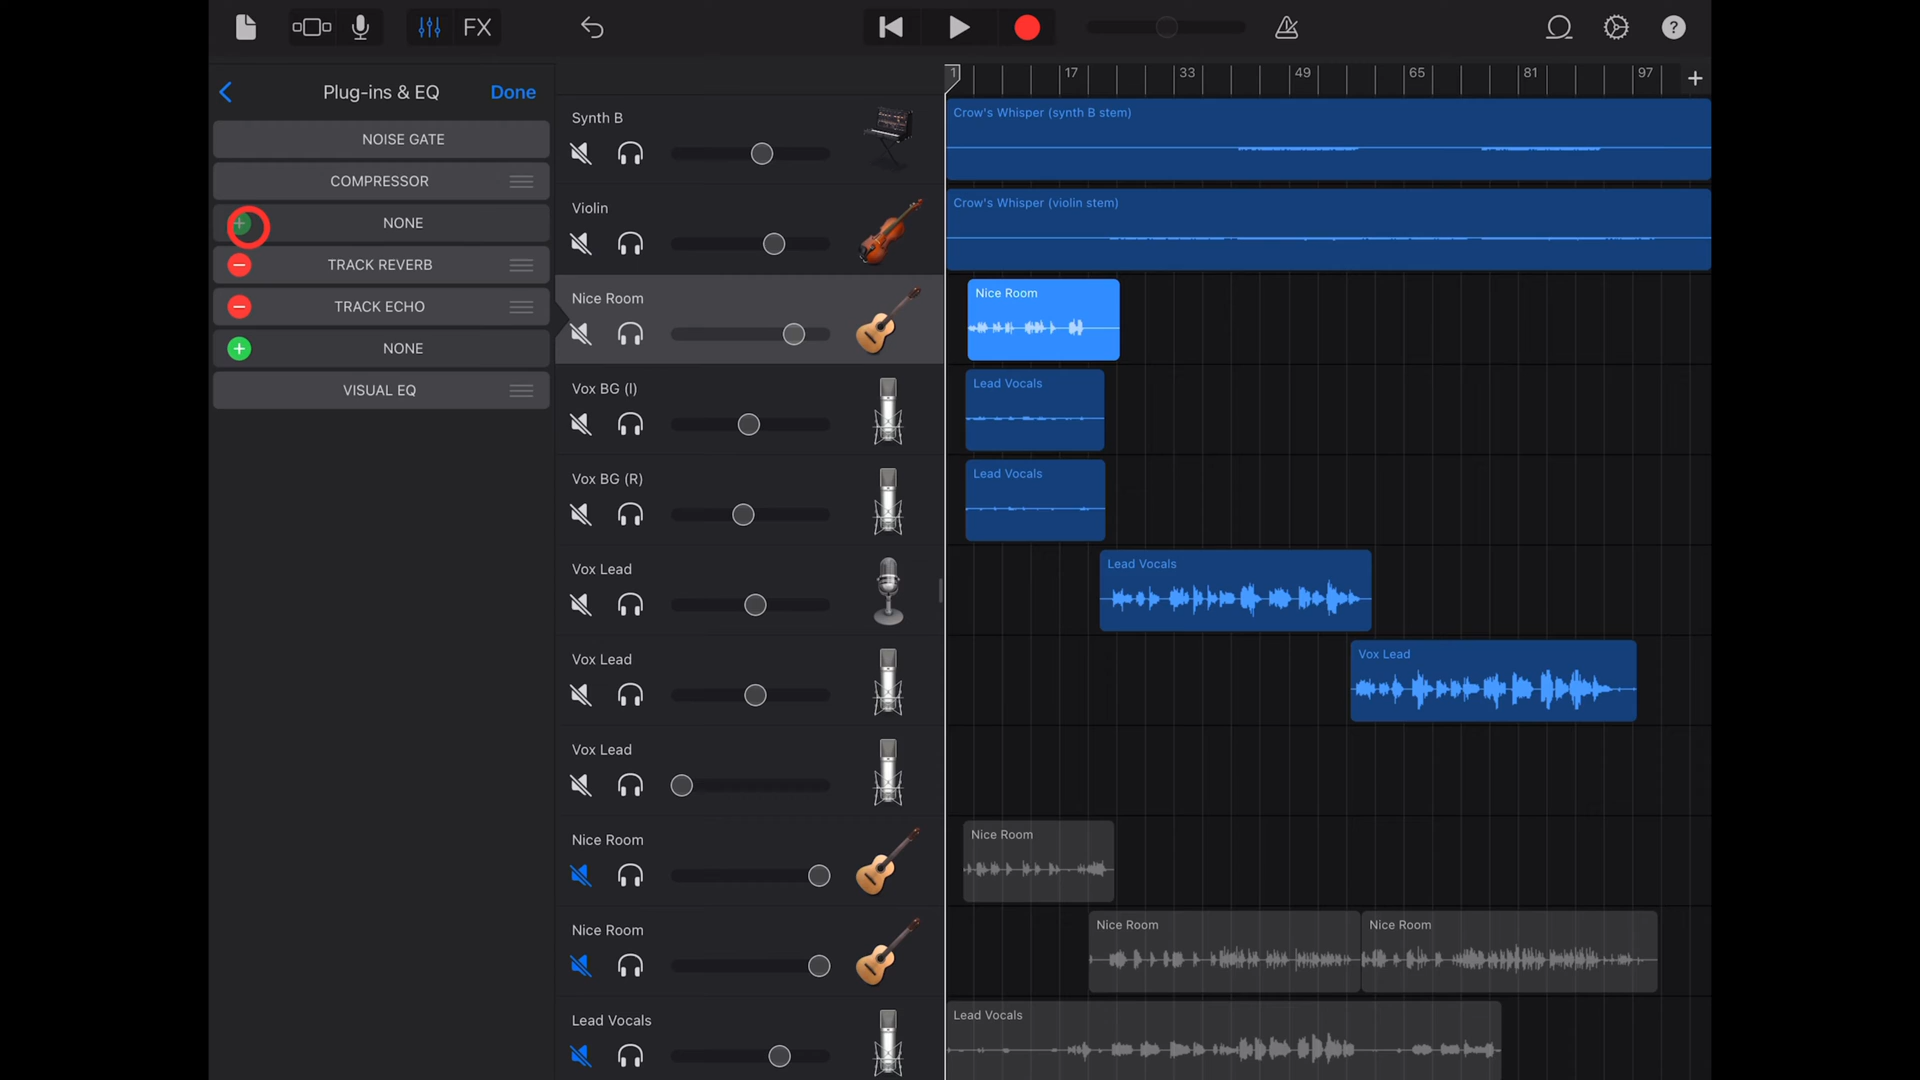 FX
?
Plug-ins & EQ
Done
NOISE GATE
COMPRESSOR
NONE
TRACK REVERB
TRACK ECHO
NONE
VISUAL EQ
1 17 33 49 65 81 97
Synth B
Crow's Whisper (synth B stem)
Violin
Crow's Whisper (violin stem)
Nice Room
Nice Room
Vox BG (l)
Lead Vocals
Vox BG (R)
Lead Vocals
Vox Lead
Lead Vocals
Vox Lead
Vox Lead
Vox Lead
Nice Room
Nice Room
Nice Room
Nice Room
Nice Room
Lead Vocals
Lead Vocals